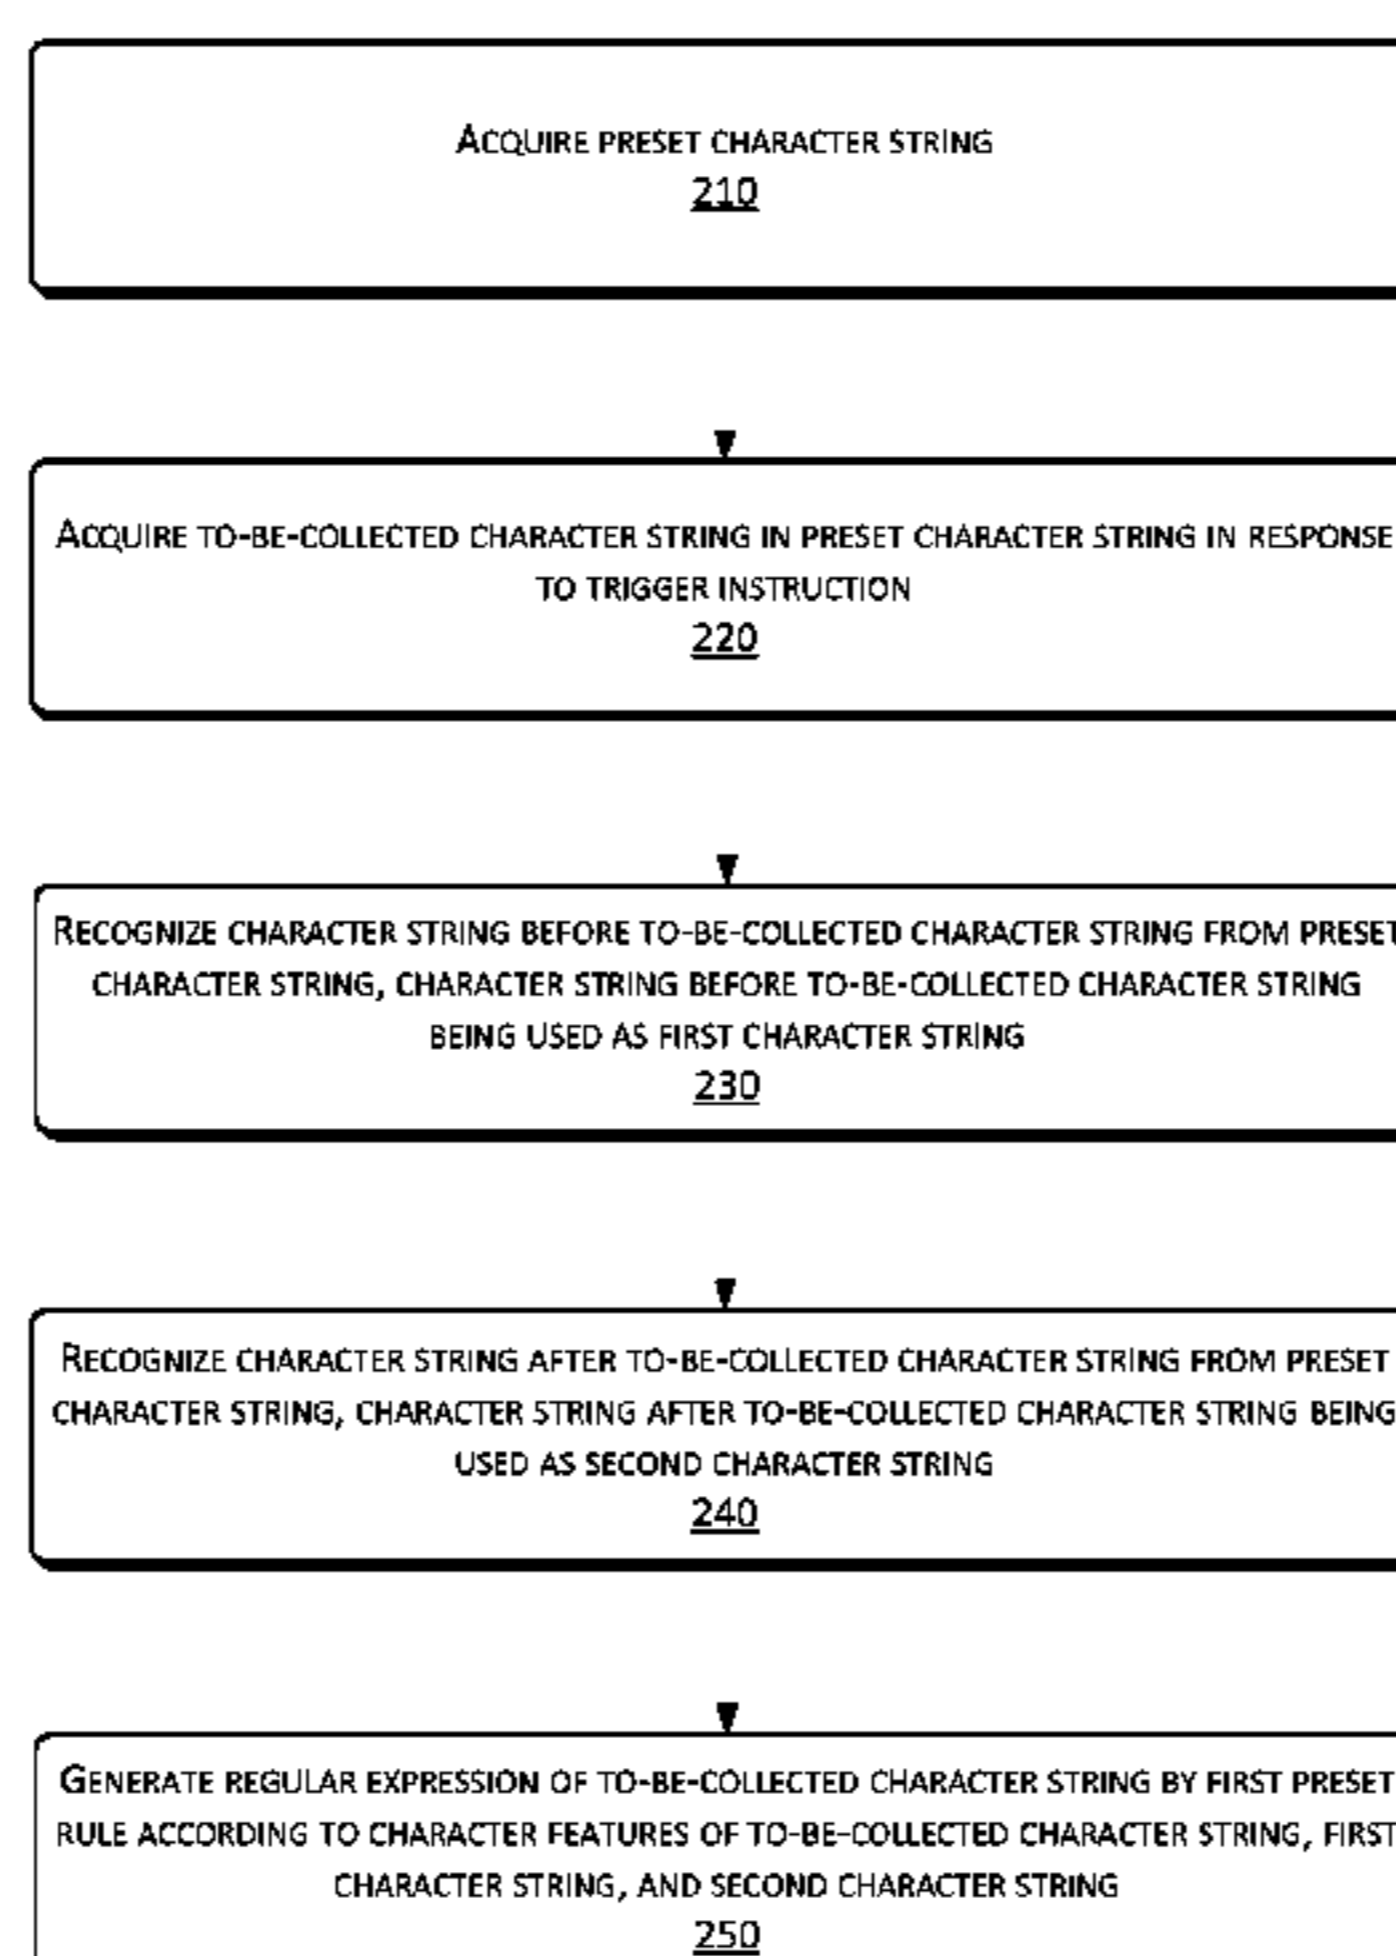 ACQUIRE PRESET CHARACTER STRING
210
ACQUIRE TO-BE-COLLECTED CHARACTER STRING IN PRESET CHARACTER STRING IN RESPONSE
TO TRIGGER INSTRUCTION
220
RECOGNIZE CHARACTER STRING BEFORE TO-BE-COLLECTED CHARACTER STRING FROM PRESET
CHARACTER STRING, CHARACTER STRING BEFORE TO-BE-COLLECTED CHARACTER STRING
BEING USED AS FIRST CHARACTER STRING
230
RECOGNIZE CHARACTER STRING AFTER TO-BE-COLLECTED CHARACTER STRING FROM PRESET
CHARACTER STRING, CHARACTER STRING AFTER TO-BE-COLLECTED CHARACTER STRING BEING
USED AS SECOND CHARACTER STRING
240
GENERATE REGULAR EXPRESSION OF TO-BE-COLLECTED CHARACTER STRING BY FIRST PRESET
RULE ACCORDING TO CHARACTER FEATURES OF TO-BE-COLLECTED CHARACTER STRING, FIRST
CHARACTER STRING, AND SECOND CHARACTER STRING
250